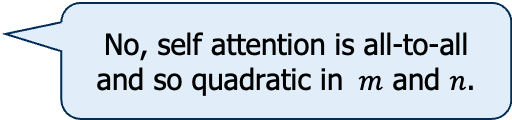 No, self attention is all-to-all
and so quadratic in m and n.